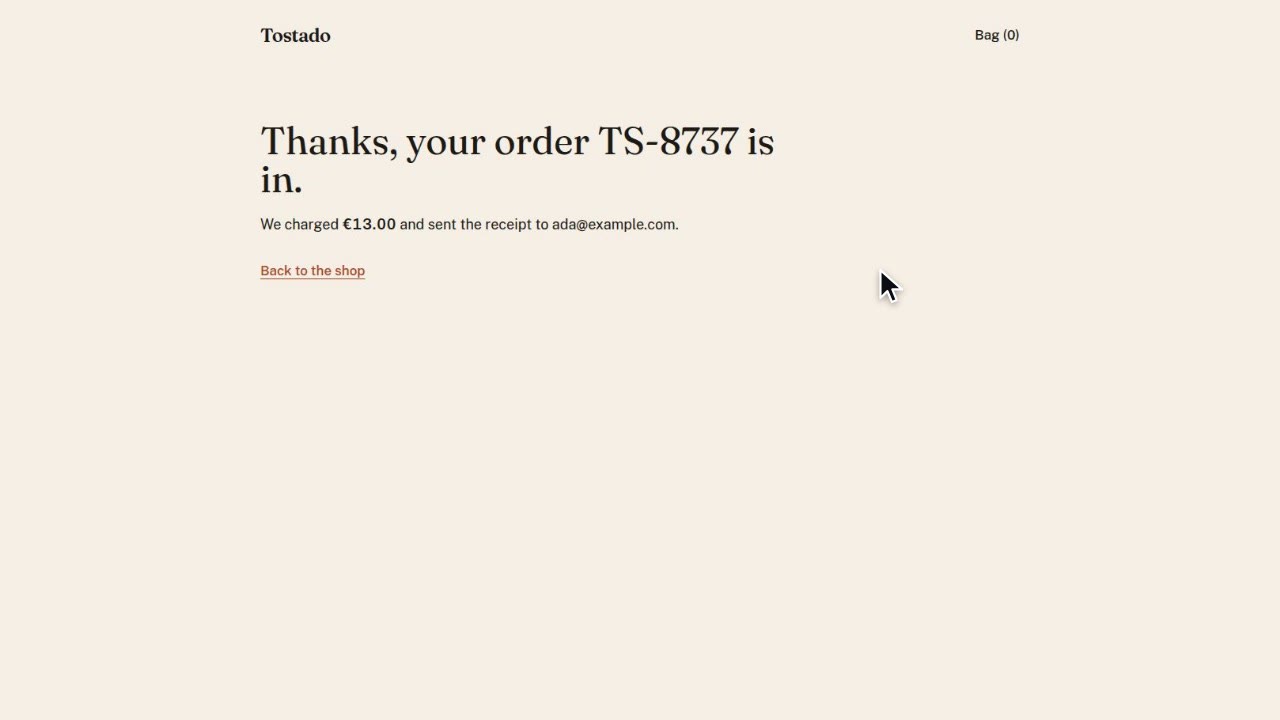 Tostado
Bag (0)
Thanks, your order TS-8737 is
in.
We charged €13.00 and sent the receipt to ada@example.com.
Back to the shop